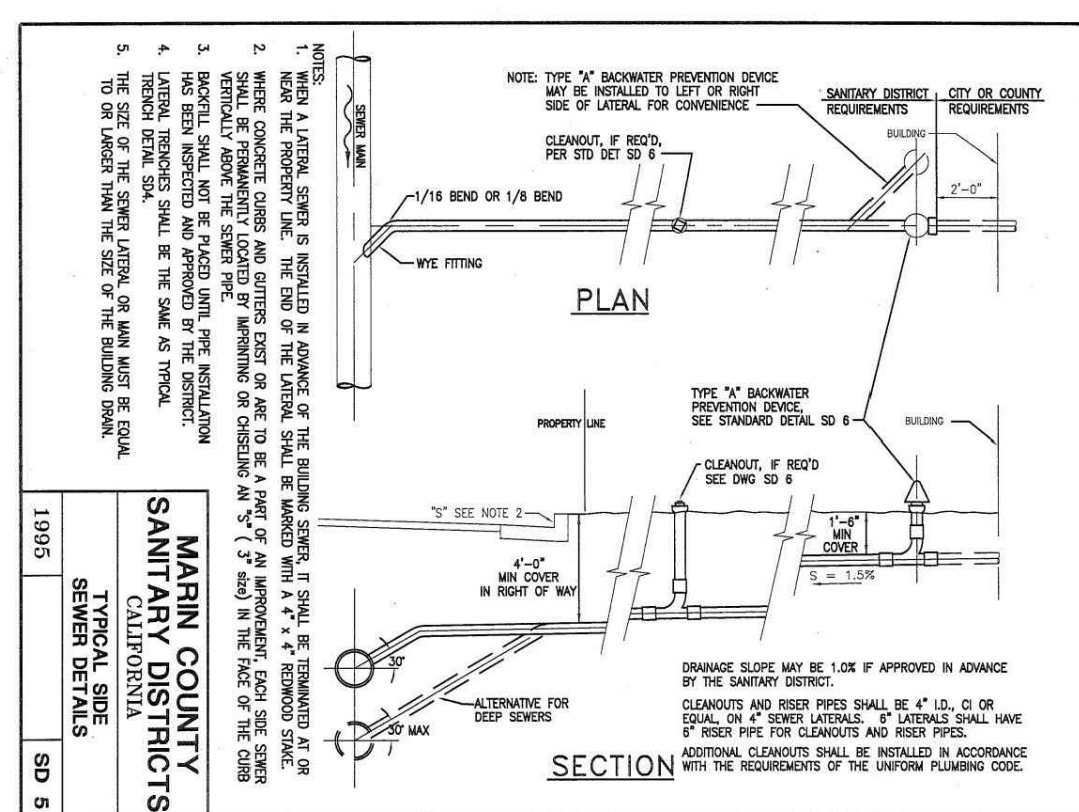 NOTE: TYPE "A" BACKWATER PREVENTION DEVICE
MAY BE INSTALLED TO LEFT OR RIGHT
SIDE OF LATERAL FOR CONVENIENCE
SANITARY DISTRICT
REQUIREMENTS
CITY OR COUNTY
REQUIREMENTS
BUILDING
CLEANOUT, IF REQ'D,
PER STD DET SD 6
2'-0"
SEWER MAIN
1/16 BEND OR 1/8 BEND
WYE FITTING
PLAN
TYPE "A" BACKWATER
PREVENTION DEVICE,
SEE STANDARD DETAIL SD 6
BUILDING
PROPERTY LINE
CLEANOUT, IF REQ'D
SEE DWG SD 6
"S" SEE NOTE 2
1'-6"
MIN
COVER
4'-0"
MIN COVER
IN RIGHT OF WAY
S = 1.5%
30°
ALTERNATIVE FOR
DEEP SEWERS
30° MAX
SECTION
DRAINAGE SLOPE MAY BE 1.0% IF APPROVED IN ADVANCE
BY THE SANITARY DISTRICT.
CLEANOUTS AND RISER PIPES SHALL BE 4" I.D., CI OR
EQUAL, ON 4" SEWER LATERALS. 6" LATERALS SHALL HAVE
6" RISER PIPE FOR CLEANOUTS AND RISER PIPES.
ADDITIONAL CLEANOUTS SHALL BE INSTALLED IN ACCORDANCE
WITH THE REQUIREMENTS OF THE UNIFORM PLUMBING CODE.
NOTES:
1. WHEN A LATERAL SEWER IS INSTALLED IN ADVANCE OF THE BUILDING SEWER, IT SHALL BE TERMINATED AT OR
NEAR THE PROPERTY LINE. THE END OF THE LATERAL SHALL BE MARKED WITH A 4" x 4" REDWOOD STAKE.
2. WHERE CONCRETE CURBS AND GUTTERS EXIST OR ARE TO BE A PART OF AN IMPROVEMENT, EACH SIDE SEWER
SHALL BE PERMANENTLY LOCATED BY IMPRINTING OR CHISELING AN "S" ( 3" size) IN THE FACE OF THE CURB
VERTICALLY ABOVE THE SEWER PIPE.
3. BACKFILL SHALL NOT BE PLACED UNTIL PIPE INSTALLATION
HAS BEEN INSPECTED AND APPROVED BY THE DISTRICT.
4. LATERAL TRENCHES SHALL BE THE SAME AS TYPICAL
TRENCH DETAIL SD4.
5. THE SIZE OF THE SEWER LATERAL OR MAIN MUST BE EQUAL
TO OR LARGER THAN THE SIZE OF THE BUILDING DRAIN.
MARIN COUNTY
SANITARY DISTRICTS
CALIFORNIA
TYPICAL SIDE
SEWER DETAILS
1995
SD 5